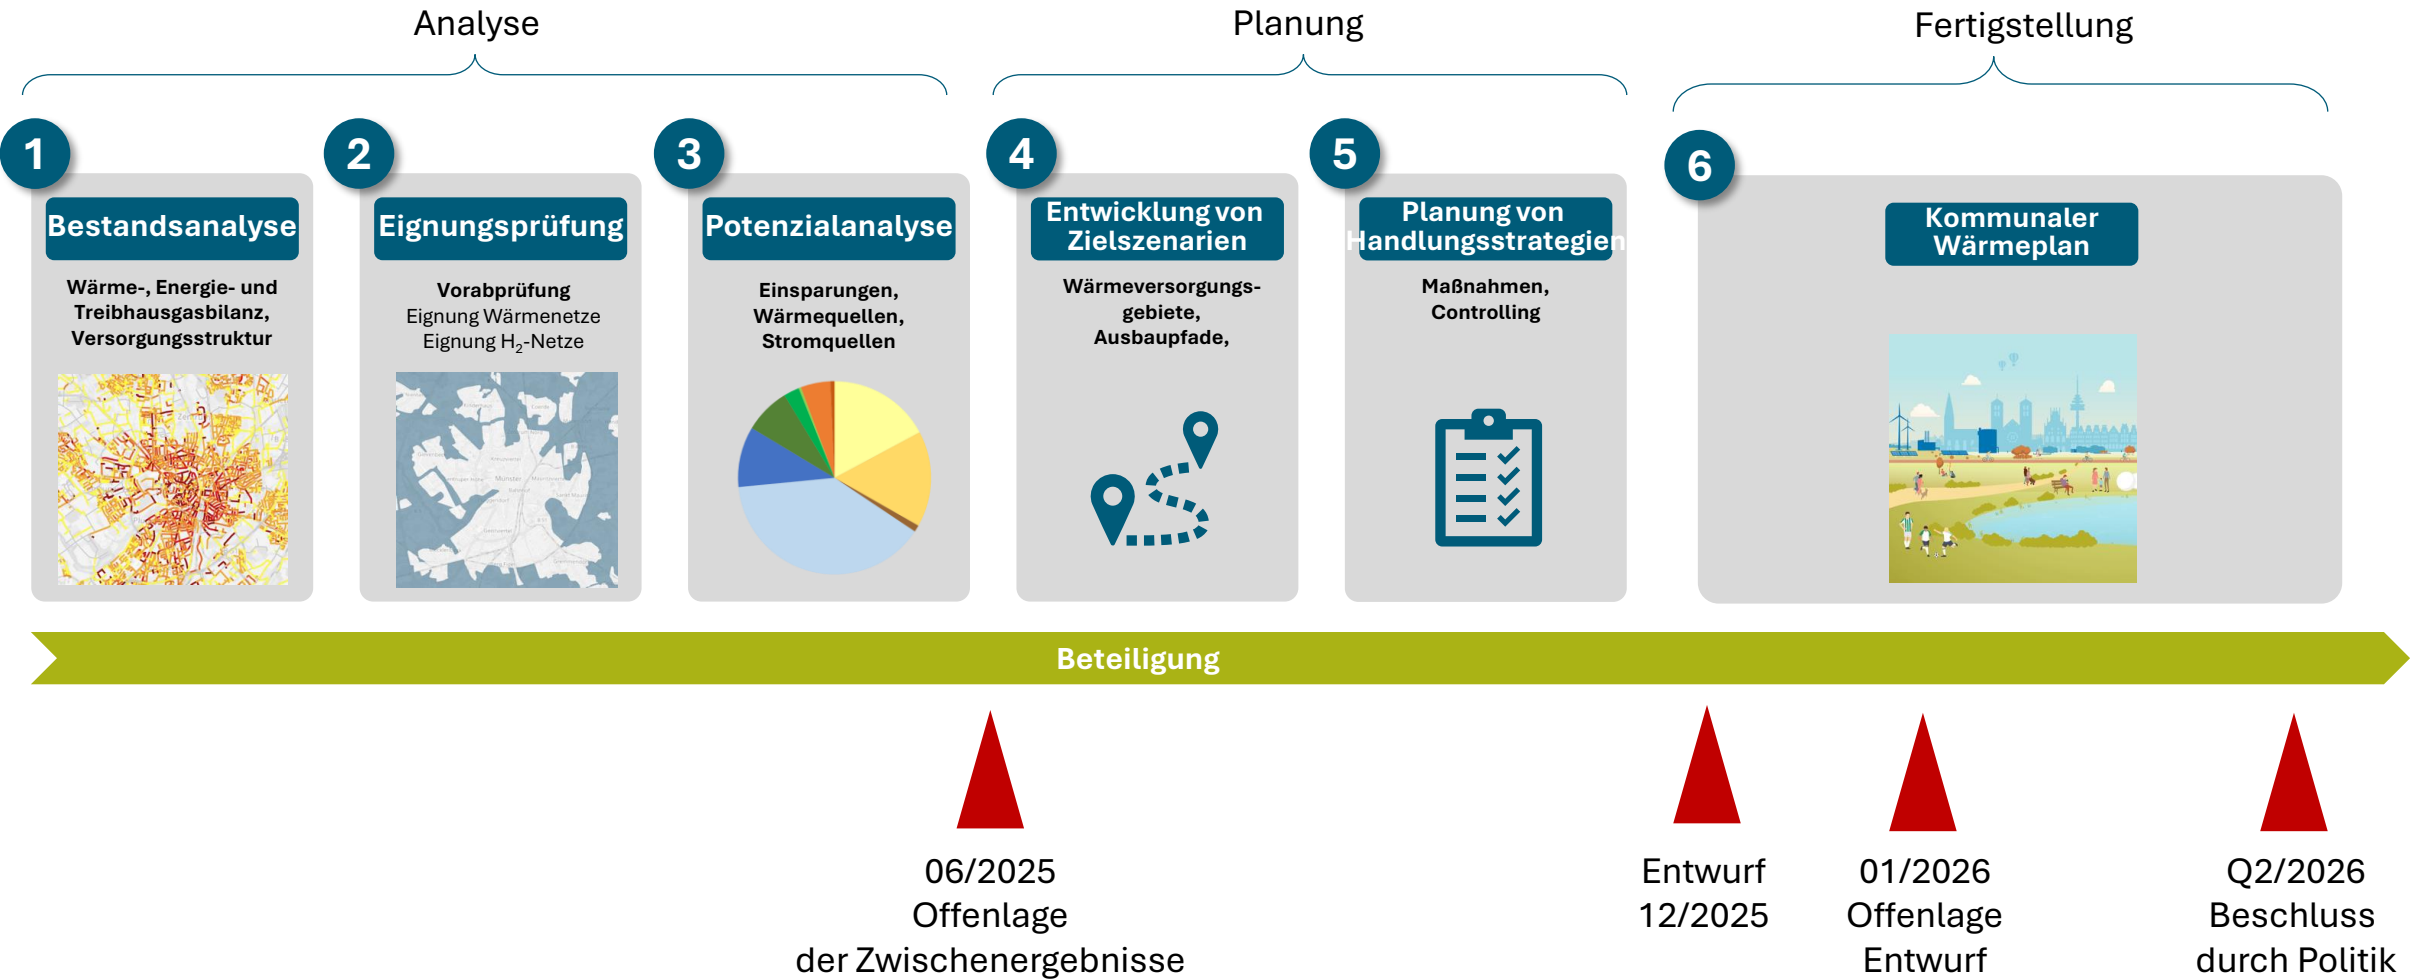 Analyse
Planung
Fertigstellung
1
2
3
4
5
6
Bestandsanalyse
Wärme-, Energie- und
Treibhausgasbilanz,
Versorgungsstruktur
Eignungsprüfung
Vorabprüfung
Eignung Wärmenetze
Eignung H₂-Netze
Münster
Potenzialanalyse
Einsparungen,
Wärmequellen,
Stromquellen
Entwicklung von
Zielszenarien
Wärmeversorgungs-
gebiete,
Ausbaupfade,
Planung von
Handlungsstrategien
Maßnahmen,
Controlling
Kommunaler
Wärmeplan
Beteiligung
06/2025
Offenlage
der Zwischenergebnisse
Entwurf
12/2025
01/2026
Offenlage
Entwurf
Q2/2026
Beschluss
durch Politik